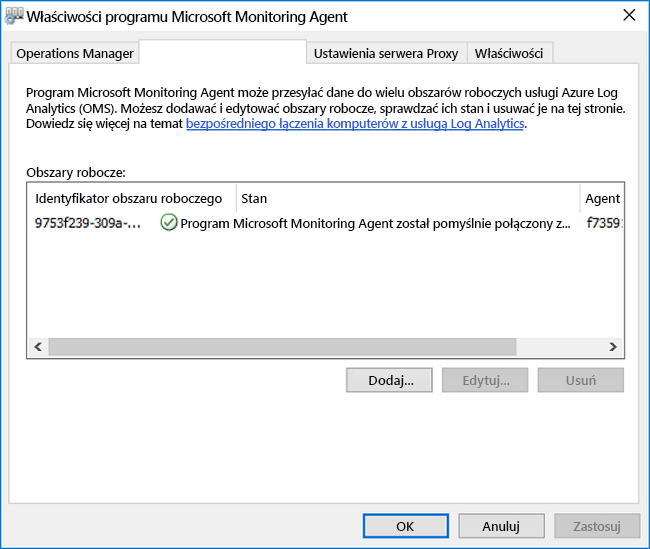 Właściwości programu Microsoft Monitoring Agent
Operations Manager Ustawienia serwera Proxy Właściwości
Program Microsoft Monitoring Agent może przesyłać dane do wielu obszarów roboczych usługi Azure Log
Analytics (OMS). Możesz dodawać i edytować obszary robocze, sprawdzać ich stan i usuwać je na tej stronie.
Dowiedz się więcej na temat bezpośredniego łączenia komputerów z usługą Log Analytics.
Obszary robocze:
Identyfikator obszaru roboczego Stan Agent
9753f239-309a-... Program Microsoft Monitoring Agent został pomyślnie połączony z... f7359
Dodaj... Edytuj... Usuń
OK Anuluj Zastosuj